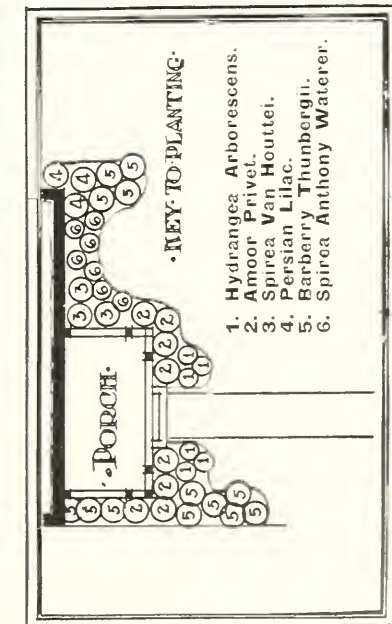 ·PORCH·
·KEY·TO·PLANTING·
1. Hydrangea Arborescens.
2. Amoor Privet.
3. Spirea Van Houttei.
4. Persian Lilac.
5. Barberry Thunbergii.
6. Spirea Anthony Waterer.